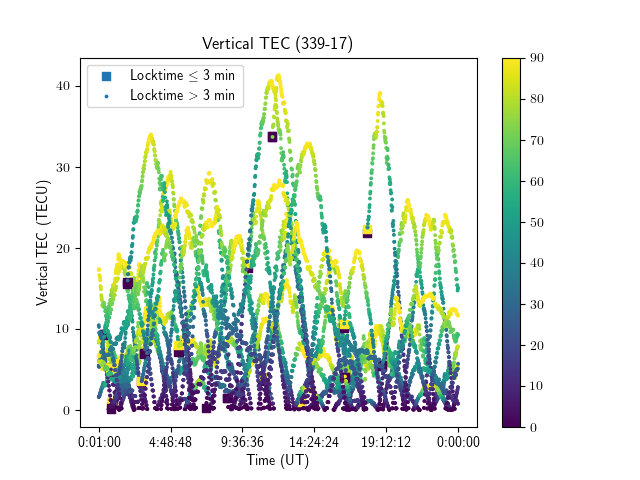 Vertical TEC (339-17)
Locktime ≤ 3 min
Locktime > 3 min
Vertical TEC (TECU)
40
30
20
10
0
0:01:00 4:48:48 9:36:36 14:24:24 19:12:12 0:00:00
Time (UT)
90
80
70
60
50
40
30
20
10
0